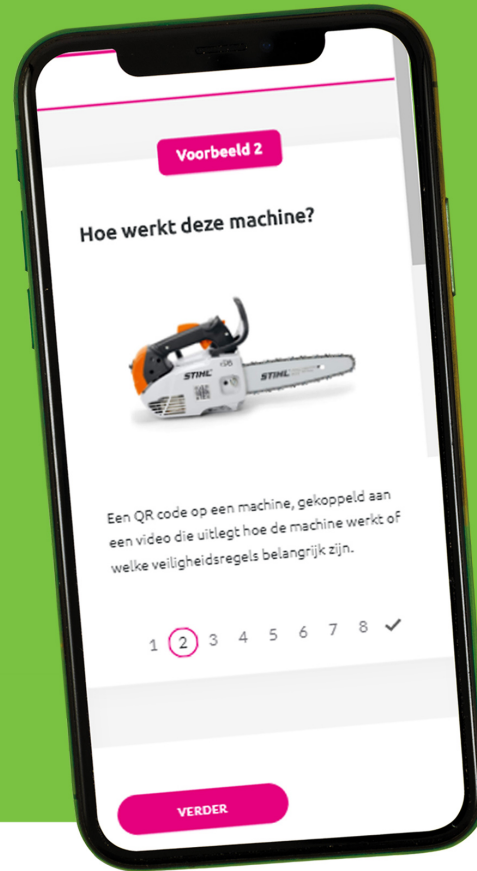 Voorbeeld 2
Hoe werkt deze machine?
STIHL
STIHL
Een QR code op een machine, gekoppeld aan
een video die uitlegt hoe de machine werkt of
welke veiligheidsregels belangrijk zijn.
1 2 3 4 5 6 7 8
VERDER